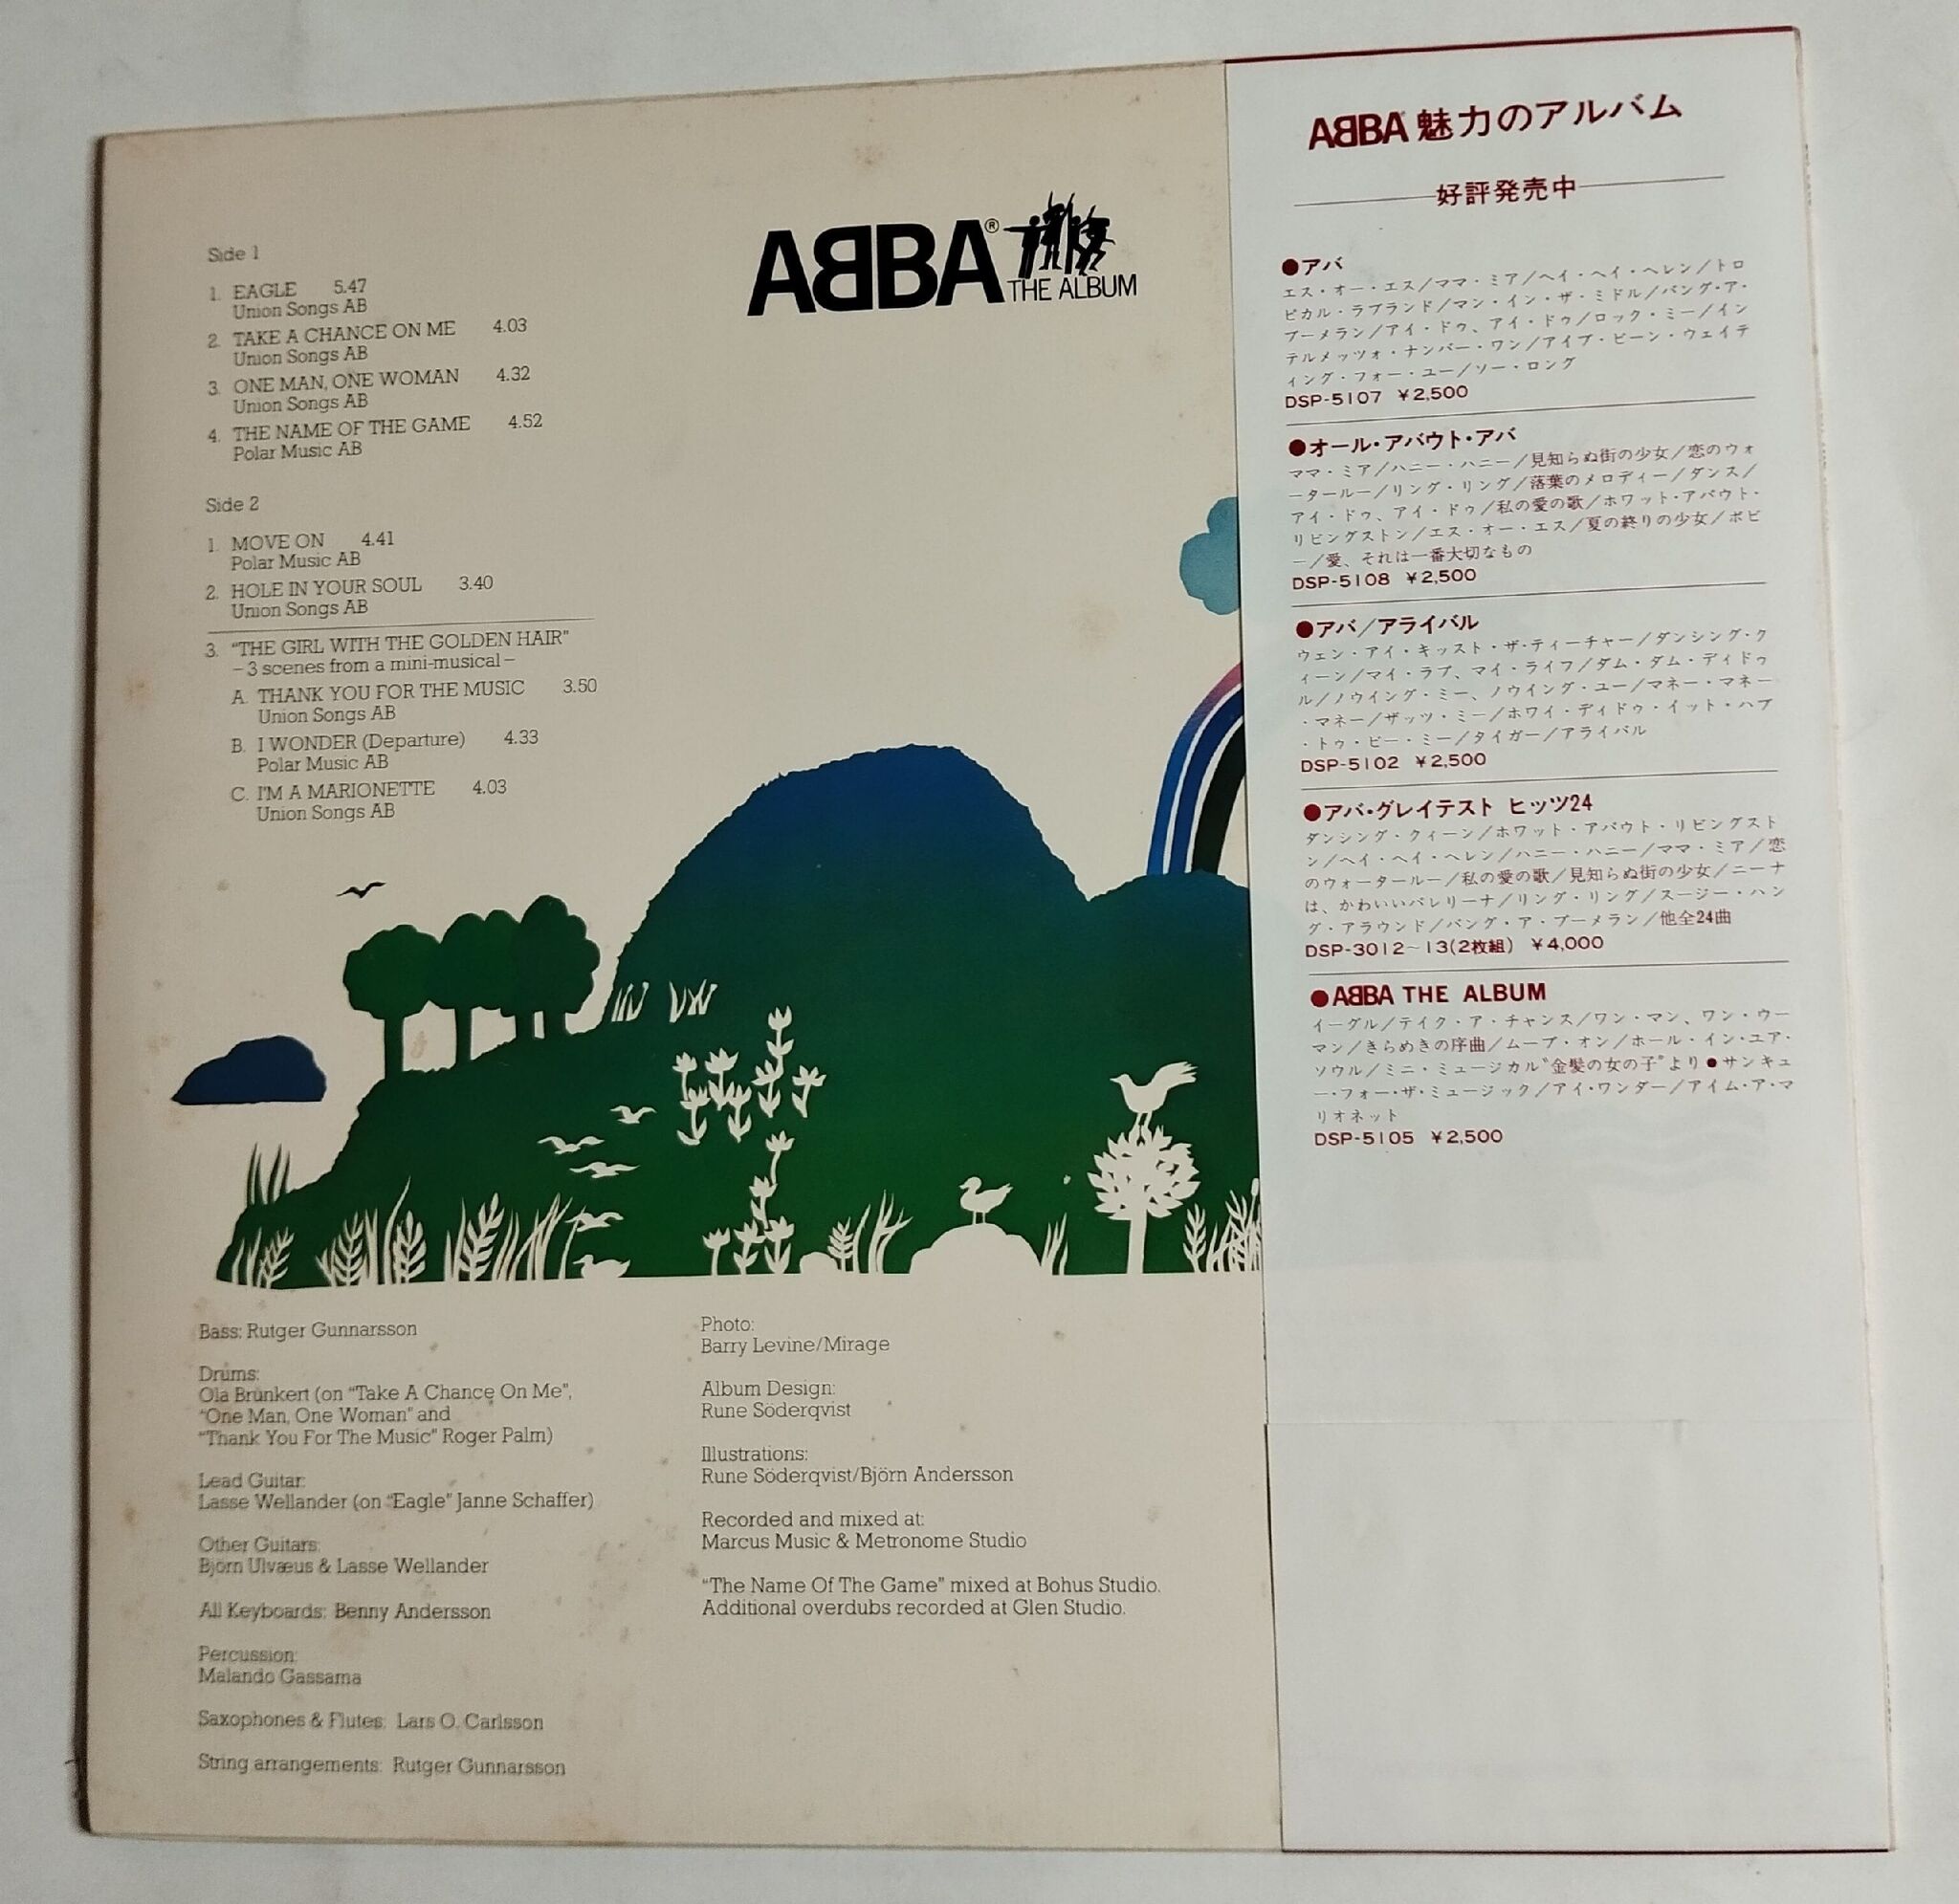 Side 1
1. EAGLE 5.47
Union Songs AB
2. TAKE A CHANCE ON ME 4.03
Union Songs AB
3. ONE MAN, ONE WOMAN 4.32
Union Songs AB
4. THE NAME OF THE GAME 4.52
Polar Music AB
Side 2
1. MOVE ON 4.41
Polar Music AB
2. HOLE IN YOUR SOUL 3.40
Union Songs AB
3. “THE GIRL WITH THE GOLDEN HAIR”
– 3 scenes from a mini-musical –
A. THANK YOU FOR THE MUSIC 3.50
Union Songs AB
B. I WONDER (Departure) 4.33
Polar Music AB
C. I'M A MARIONETTE 4.03
Union Songs AB
ABBA®
THE ALBUM
Bass: Rutger Gunnarsson
Drums:
Ola Brunkert (on “Take A Chance On Me”,
“One Man, One Woman” and
“Thank You For The Music” Roger Palm)
Lead Guitar:
Lasse Wellander (on “Eagle” Janne Schaffer)
Other Guitars:
Björn Ulvæus & Lasse Wellander
All Keyboards: Benny Andersson
Percussion:
Malando Gassama
Saxophones & Flutes: Lars O. Carlsson
String arrangements: Rutger Gunnarsson
Photo:
Barry Levine/Mirage
Album Design:
Rune Söderqvist
Illustrations:
Rune Söderqvist/Björn Andersson
Recorded and mixed at:
Marcus Music & Metronome Studio
“The Name Of The Game” mixed at Bohus Studio.
Additional overdubs recorded at Glen Studio.
ABBA 魅力のアルバム
好評発売中
●アバ
エス・オー・エス／ママ・ミア／ヘイ・ヘイ・ヘレン／トロ
ピカル・ラブランド／マン・イン・ザ・ミドル／バング・ア・
ブーメラン／アイ・ドゥ、アイ・ドゥ／ロック・ミー／イン
テルメッツォ・ナンバー・ワン／アイブ・ビーン・ウェイテ
ィング・フォー・ユー／ソー・ロング
DSP-5107 ¥2,500
●オール・アバウト・アバ
ママ・ミア／ハニー・ハニー／見知らぬ街の少女／恋のウォ
ータールー／リング・リング／落葉のメロディー／ダンス／
アイ・ドゥ、アイ・ドゥ／私の愛の歌／ホワット・アバウト・
リビングストン／エス・オー・エス／夏の終りの少女／ボビ
ー／愛、それは一番大切なもの
DSP-5108 ¥2,500
●アバ／アライバル
ウェン・アイ・キッスト・ザ・ティーチャー／ダンシング・ク
ィーン／マイ・ラブ、マイ・ライフ／ダム・ダム・ディドゥ
ル／ノウイング・ミー、ノウイング・ユー／マネー・マネー
・マネー／ザッツ・ミー／ホワイ・ディドゥ・イット・ハブ
・トゥ・ビー・ミー／タイガー／アライバル
DSP-5102 ¥2,500
●アバ・グレイテスト ヒッツ24
ダンシング・クィーン／ホワット・アバウト・リビングスト
ン／ヘイ・ヘイ・ヘレン／ハニー・ハニー／ママ・ミア／恋
のウォータールー／私の愛の歌／見知らぬ街の少女／ニーナ
は、かわいいバレリーナ／リング・リング／スージー・ハン
グ・アラウンド／バング・ア・ブーメラン／他全24曲
DSP-3012~13(2枚組) ¥4,000
●ABBA THE ALBUM
イーグル／テイク・ア・チャンス／ワン・マン、ワン・ウー
マン／きらめきの序曲／ムーブ・オン／ホール・イン・ユア・
ソウル／ミニ・ミュージカル“金髪の女の子”より●サンキュ
ー・フォー・ザ・ミュージック／アイ・ワンダー／アイム・ア・マ
リオネット
DSP-5105 ¥2,500